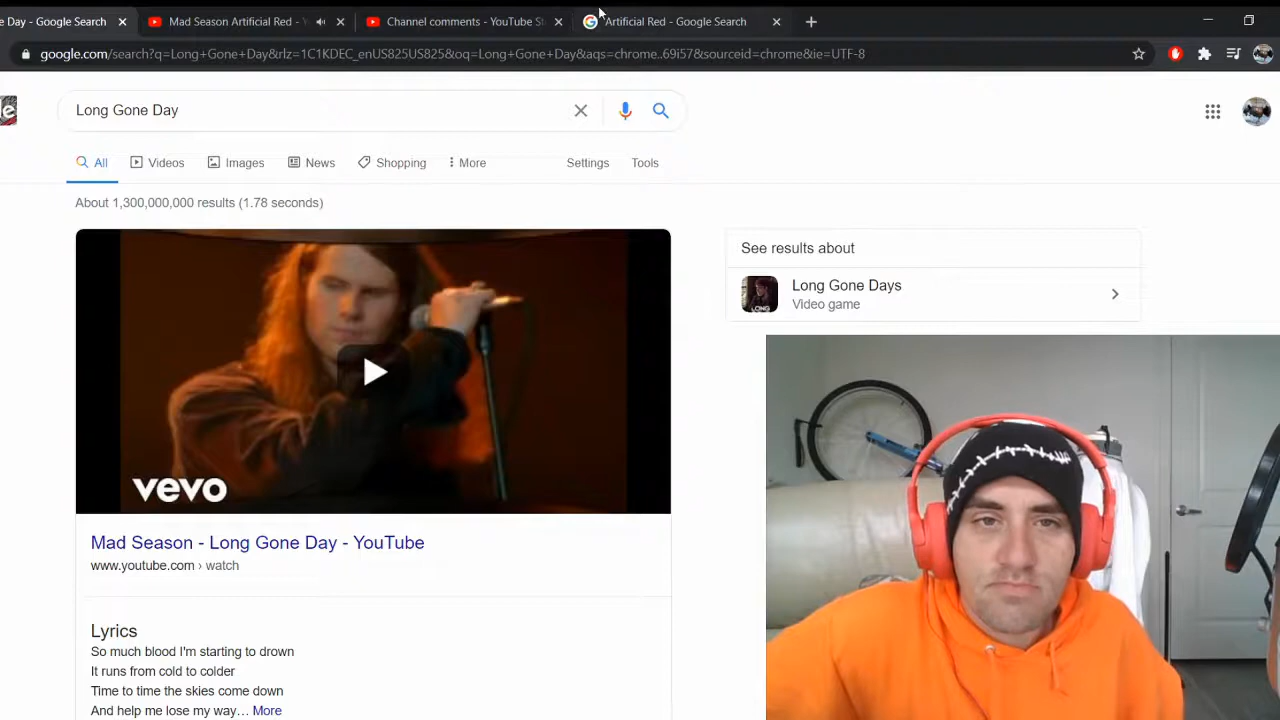 e Day - Google Search
Mad Season Artificial Red -
Channel comments - YouTube St
Artificial Red - Google Search
google.com/search?q=Long+Gone+Day&rlz=1C1KDEC_enUS825US825&oq=Long+Gone+Day&aqs=chrome..69i57&sourceid=chrome&ie=UTF-8
le
Long Gone Day
All
Videos
Images
News
Shopping
More
Settings
Tools
About 1,300,000,000 results (1.78 seconds)
vevo
Mad Season - Long Gone Day - YouTube
www.youtube.com › watch
Lyrics
So much blood I'm starting to drown
It runs from cold to colder
Time to time the skies come down
And help me lose my way… More
See results about
Long Gone Days
Video game
LONG